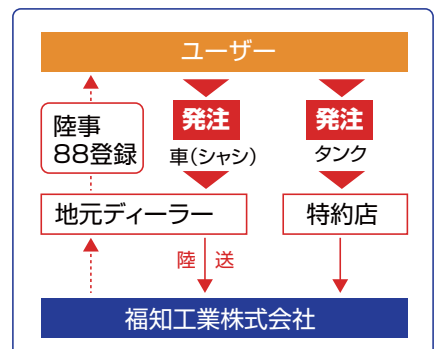 ユーザー
陸事
88登録
発注
車(シャシ)
発注
タンク
地元ディーラー
特約店
陸送
福知工業株式会社